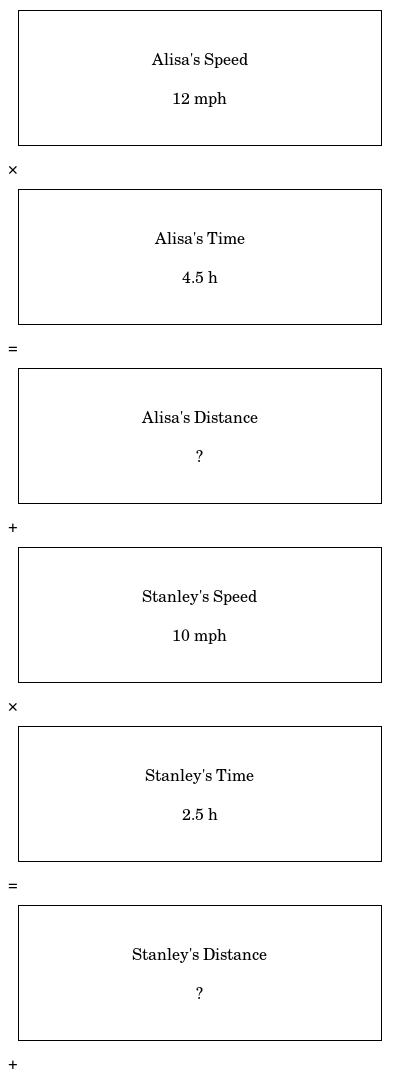 Alisa's Speed
12 mph
×
Alisa's Time
4.5 h
=
Alisa's Distance
?
+
Stanley's Speed
10 mph
×
Stanley's Time
2.5 h
=
Stanley's Distance
?
+